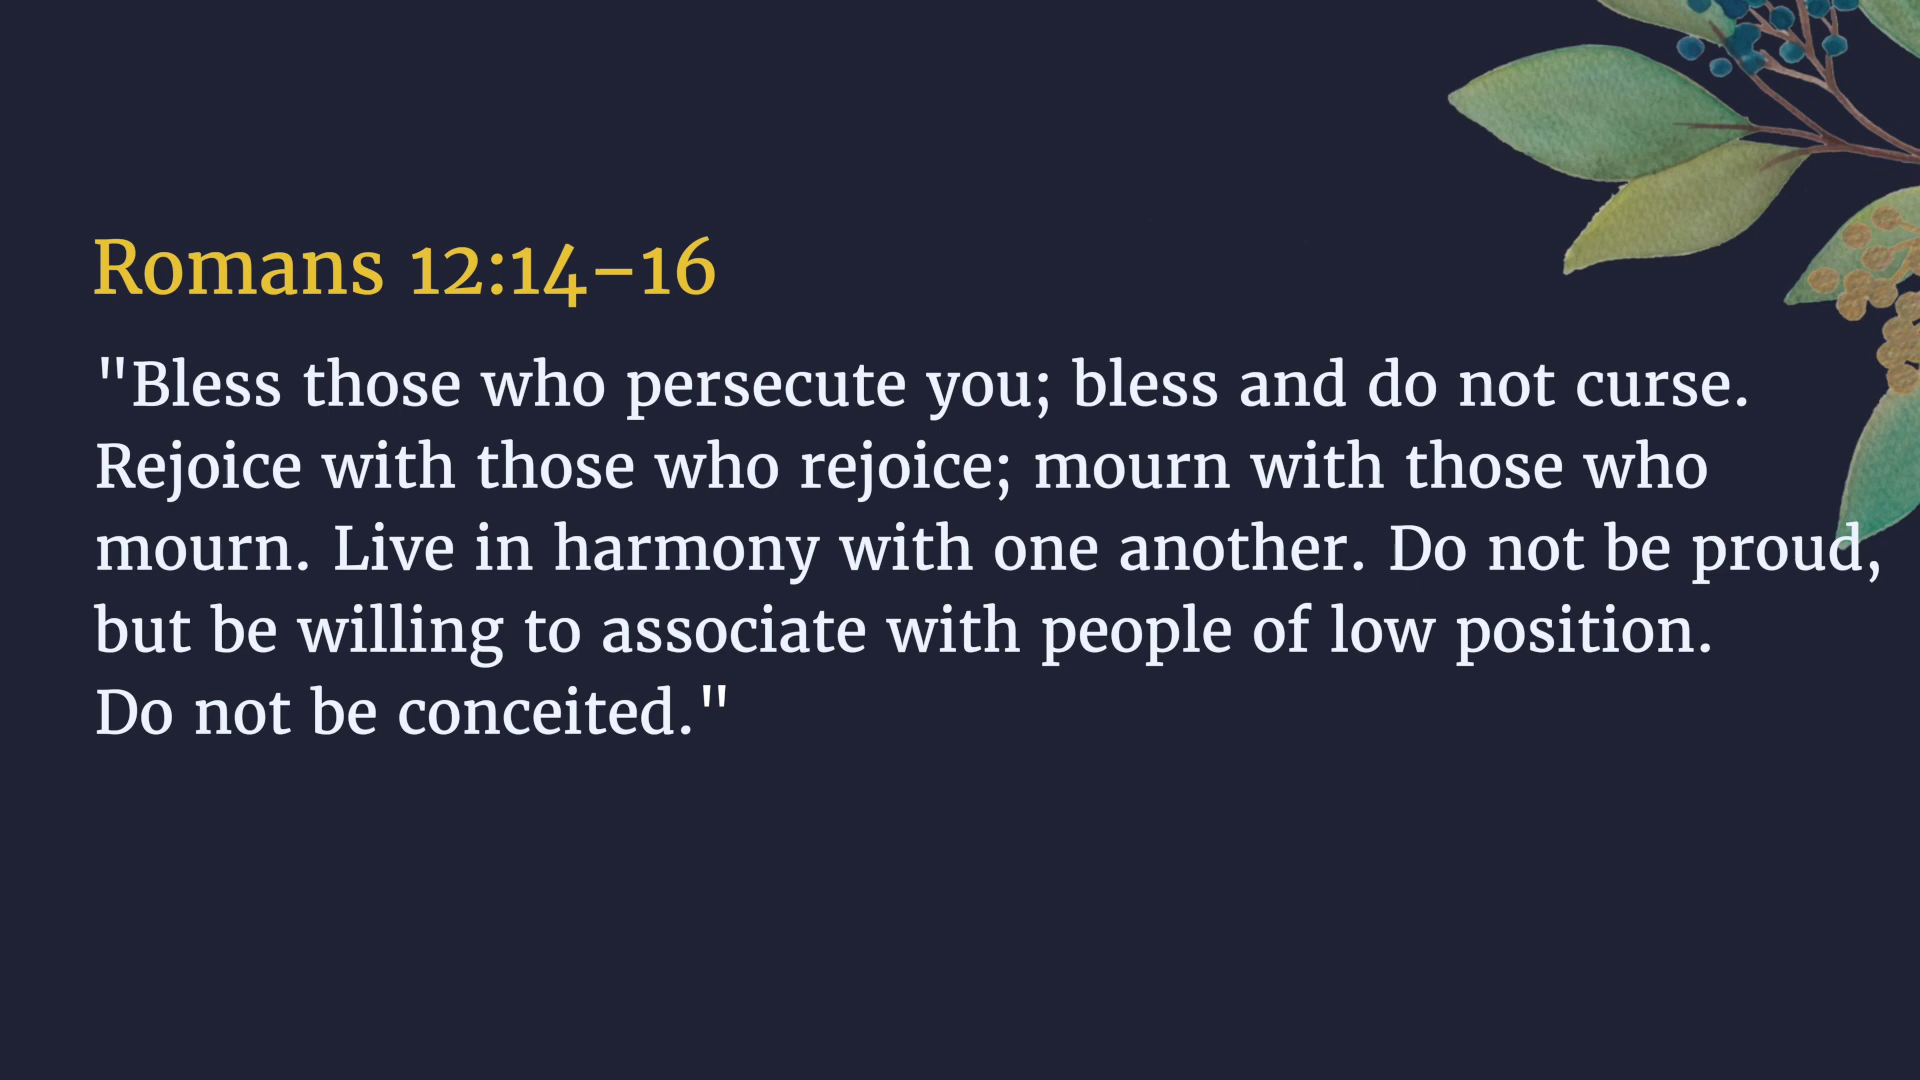 Romans 12:14–16
"Bless those who persecute you; bless and do not curse.
Rejoice with those who rejoice; mourn with those who
mourn. Live in harmony with one another. Do not be proud,
but be willing to associate with people of low position.
Do not be conceited."